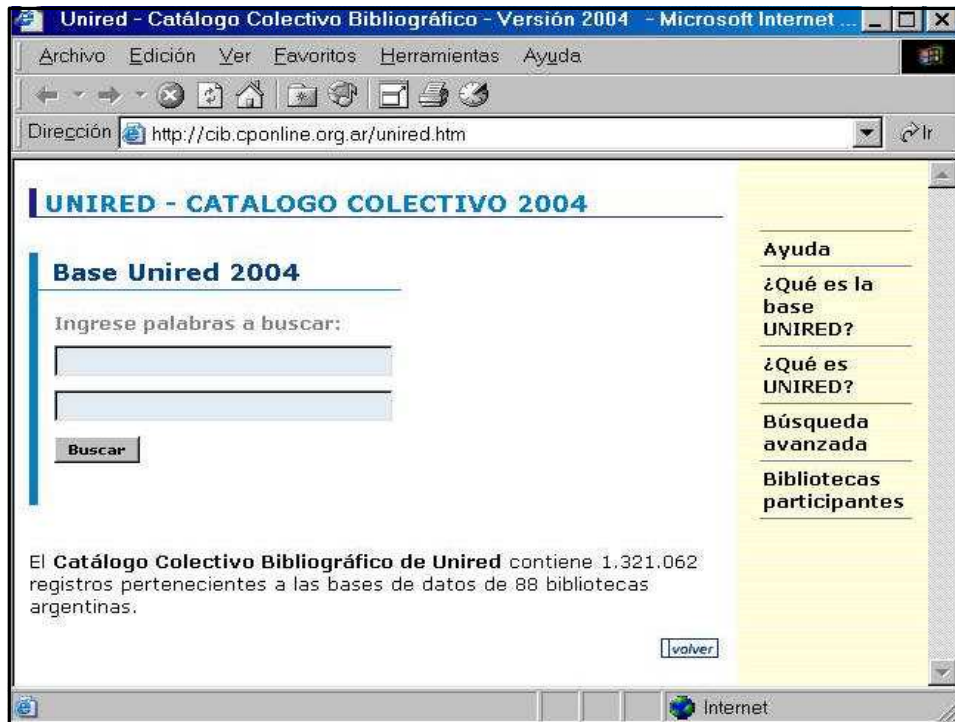 Unired - Catálogo Colectivo Bibliográfico - Versión 2004 - Microsoft Internet ...
Archivo Edición Ver Favoritos Herramientas Ayuda
Dirección http://cib.cponline.org.ar/unired.htm Ir
UNIRED - CATALOGO COLECTIVO 2004
Base Unired 2004
Ingrese palabras a buscar:
Buscar
El Catálogo Colectivo Bibliográfico de Unired contiene 1.321.062
registros pertenecientes a las bases de datos de 88 bibliotecas
argentinas.
volver
Ayuda
¿Qué es la
base
UNIRED?
¿Qué es
UNIRED?
Búsqueda
avanzada
Bibliotecas
participantes
Internet